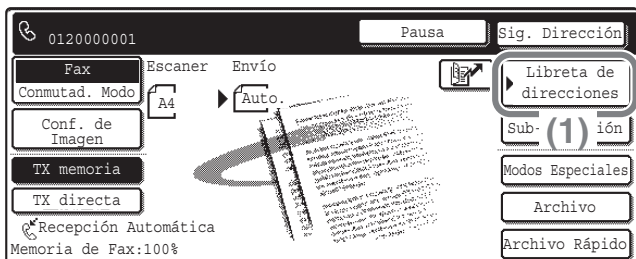 0120000001
Pausa
Sig. Dirección
Fax
Conmutad. Modo
Escaner
Envío
A4
Auto.
Libreta de
direcciones
Conf. de
Imagen
Sub-
(1)
ión
TX memoria
Modos Especiales
TX directa
Archivo
Recepción Automática
Memoria de Fax:100%
Archivo Rápido